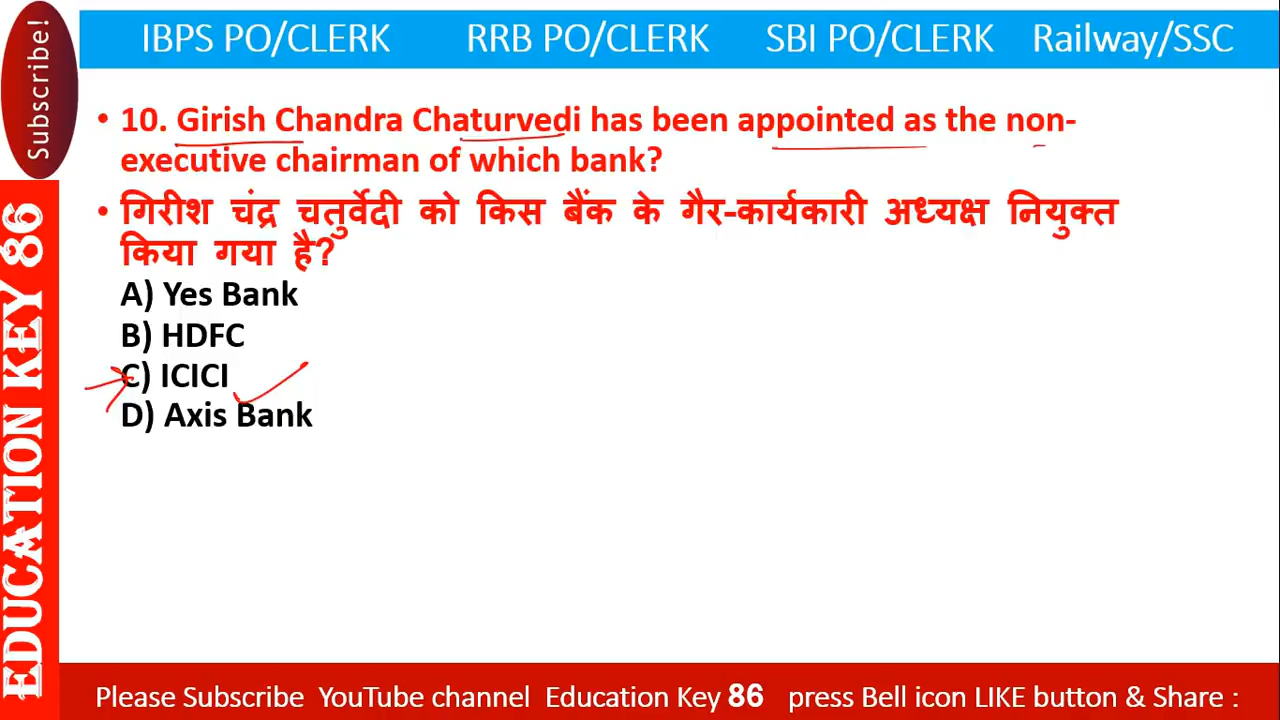 Subscribe!
IBPS PO/CLERK RRB PO/CLERK SBI PO/CLERK Railway/SSC
EDUCATION KEY 86
• 10. Girish Chandra Chaturvedi has been appointed as the non-
executive chairman of which bank?
• गिरीश चंद्र चतुर्वेदी को किस बैंक के गैर-कार्यकारी अध्यक्ष नियुक्त
किया गया है?
A) Yes Bank
B) HDFC
C) ICICI
D) Axis Bank
Please Subscribe YouTube channel Education Key 86 press Bell icon LIKE button & Share :